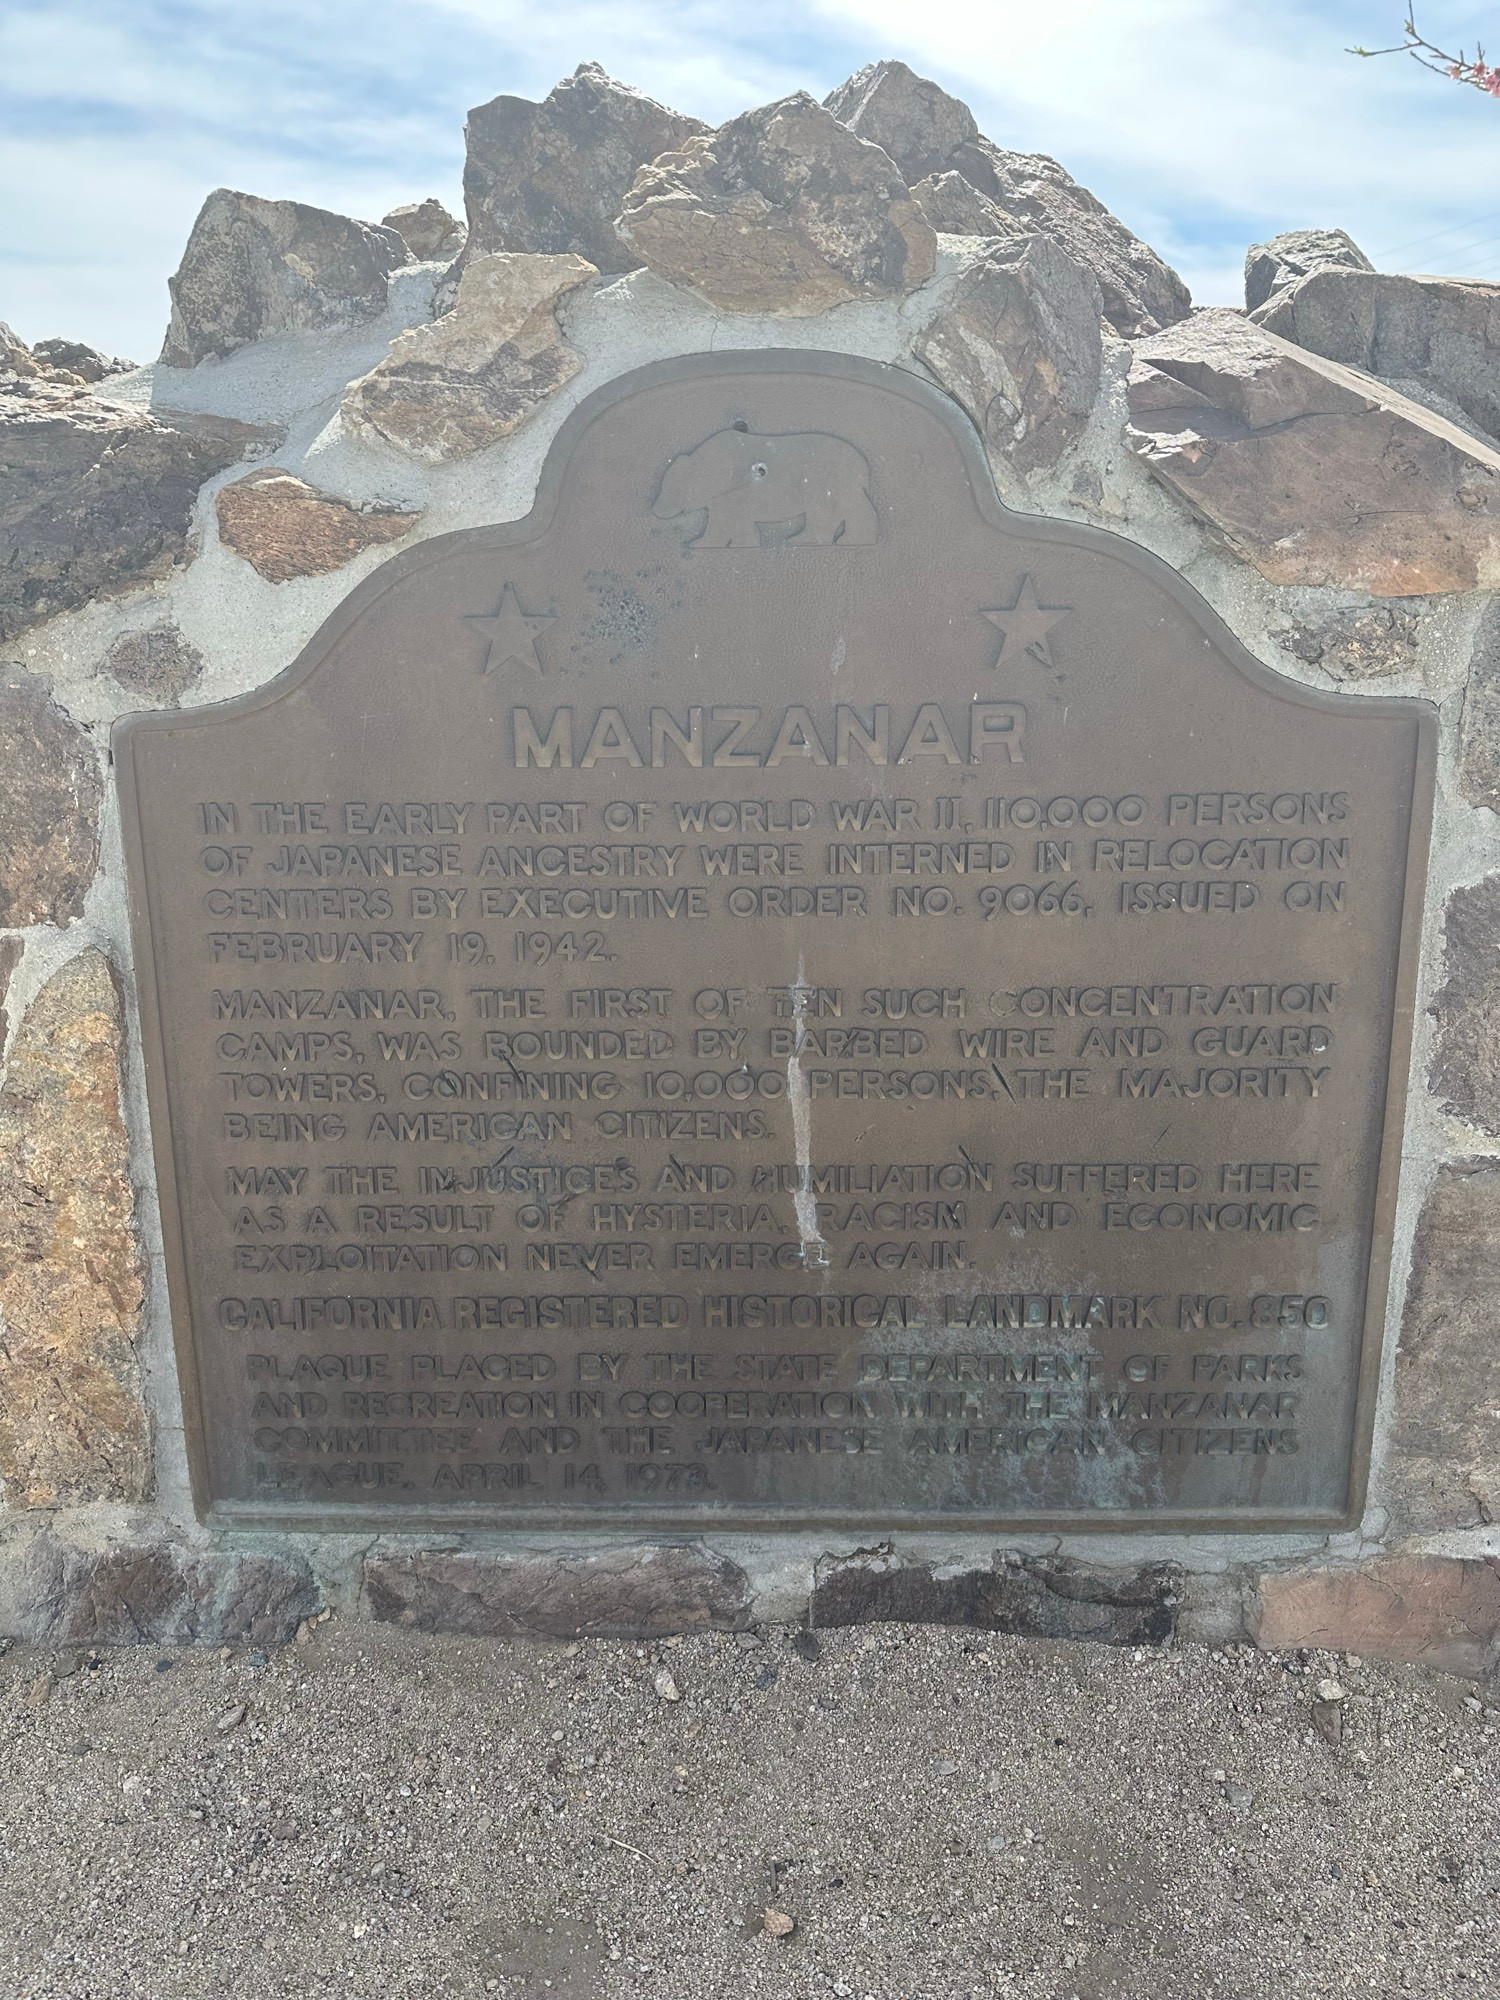 MANZANAR
IN THE EARLY PART OF WORLD WAR II, 110,000 PERSONS
OF JAPANESE ANCESTRY WERE INTERNED IN RELOCATION
CENTERS BY EXECUTIVE ORDER NO. 9066, ISSUED ON
FEBRUARY 19, 1942.
MANZANAR, THE FIRST OF TEN SUCH CONCENTRATION
CAMPS, WAS BOUNDED BY BARBED WIRE AND GUARD
TOWERS, CONFINING 10,000 PERSONS, THE MAJORITY
BEING AMERICAN CITIZENS.
MAY THE INJUSTICES AND HUMILIATION SUFFERED HERE
AS A RESULT OF HYSTERIA, RACISM AND ECONOMIC
EXPLOITATION NEVER EMERGE AGAIN.
CALIFORNIA REGISTERED HISTORICAL LANDMARK NO. 850
PLAQUE PLACED BY THE STATE DEPARTMENT OF PARKS
AND RECREATION IN COOPERATION WITH THE MANZANAR
COMMITTEE AND THE JAPANESE AMERICAN CITIZENS
LEAGUE, APRIL 14, 1973.